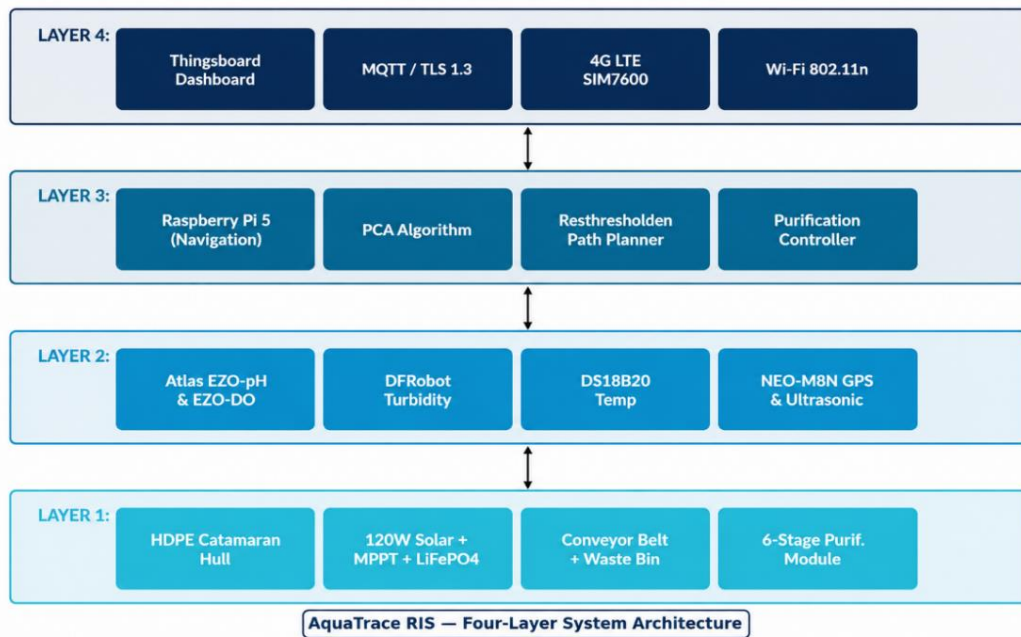 LAYER 4:
Thingsboard
Dashboard
MQTT / TLS 1.3
4G LTE
SIM7600
Wi-Fi 802.11n
LAYER 3:
Raspberry Pi 5
(Navigation)
PCA Algorithm
Resthresholden
Path Planner
Purification
Controller
LAYER 2:
Atlas EZO-pH
& EZO-DO
DFRobot
Turbidity
DS18B20
Temp
NEO-M8N GPS
& Ultrasonic
LAYER 1:
HDPE Catamaran
Hull
120W Solar +
MPPT + LiFePO4
Conveyor Belt
+ Waste Bin
6-Stage Purif.
Module
AquaTrace RIS — Four-Layer System Architecture